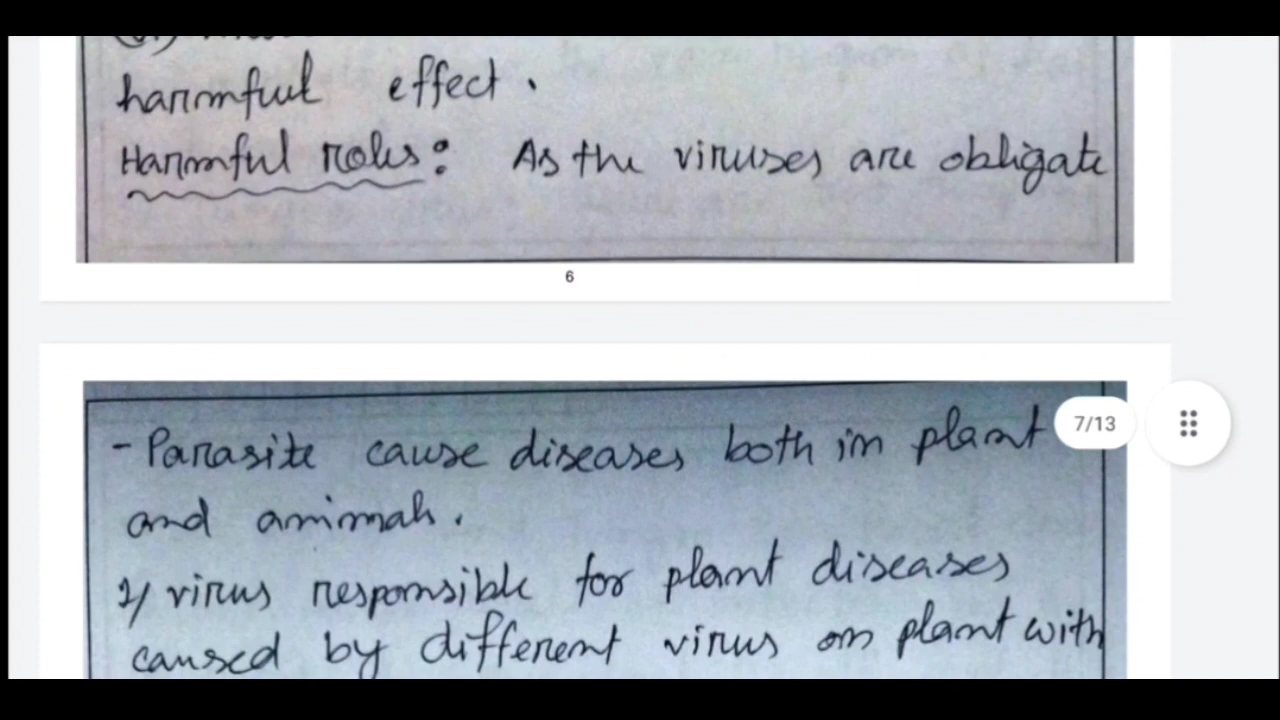 harmful effect.
Harmful roles: As the viruses are obligate
6
7/13
- Parasite cause diseases both in plant
and animals.
1/ virus responsible for plant diseases
caused by different virus on plant with